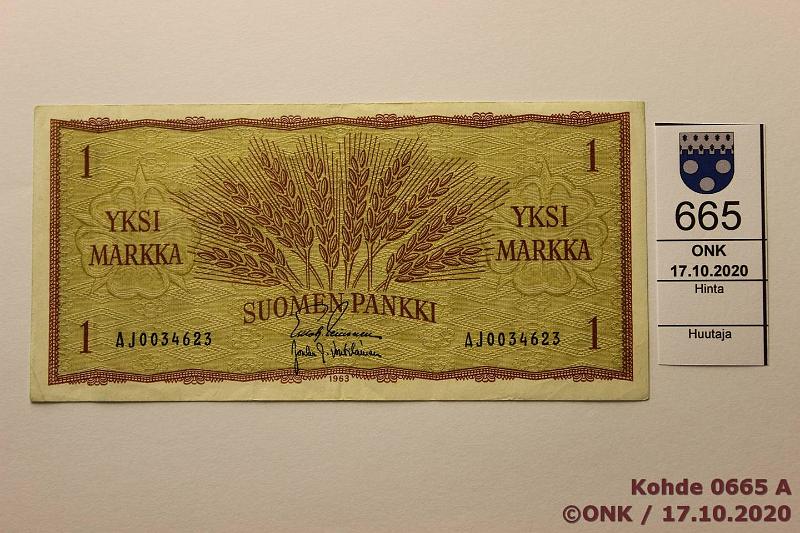 1
1
YKSI
MARKKA
YKSI
MARKKA
SUOMEN PANKKI
1
AJ0034623
AJ0034623
1
1963
665
ONK
17.10.2020
Hinta
Huutaja
Kohde 0665 A
©ONK / 17.10.2020